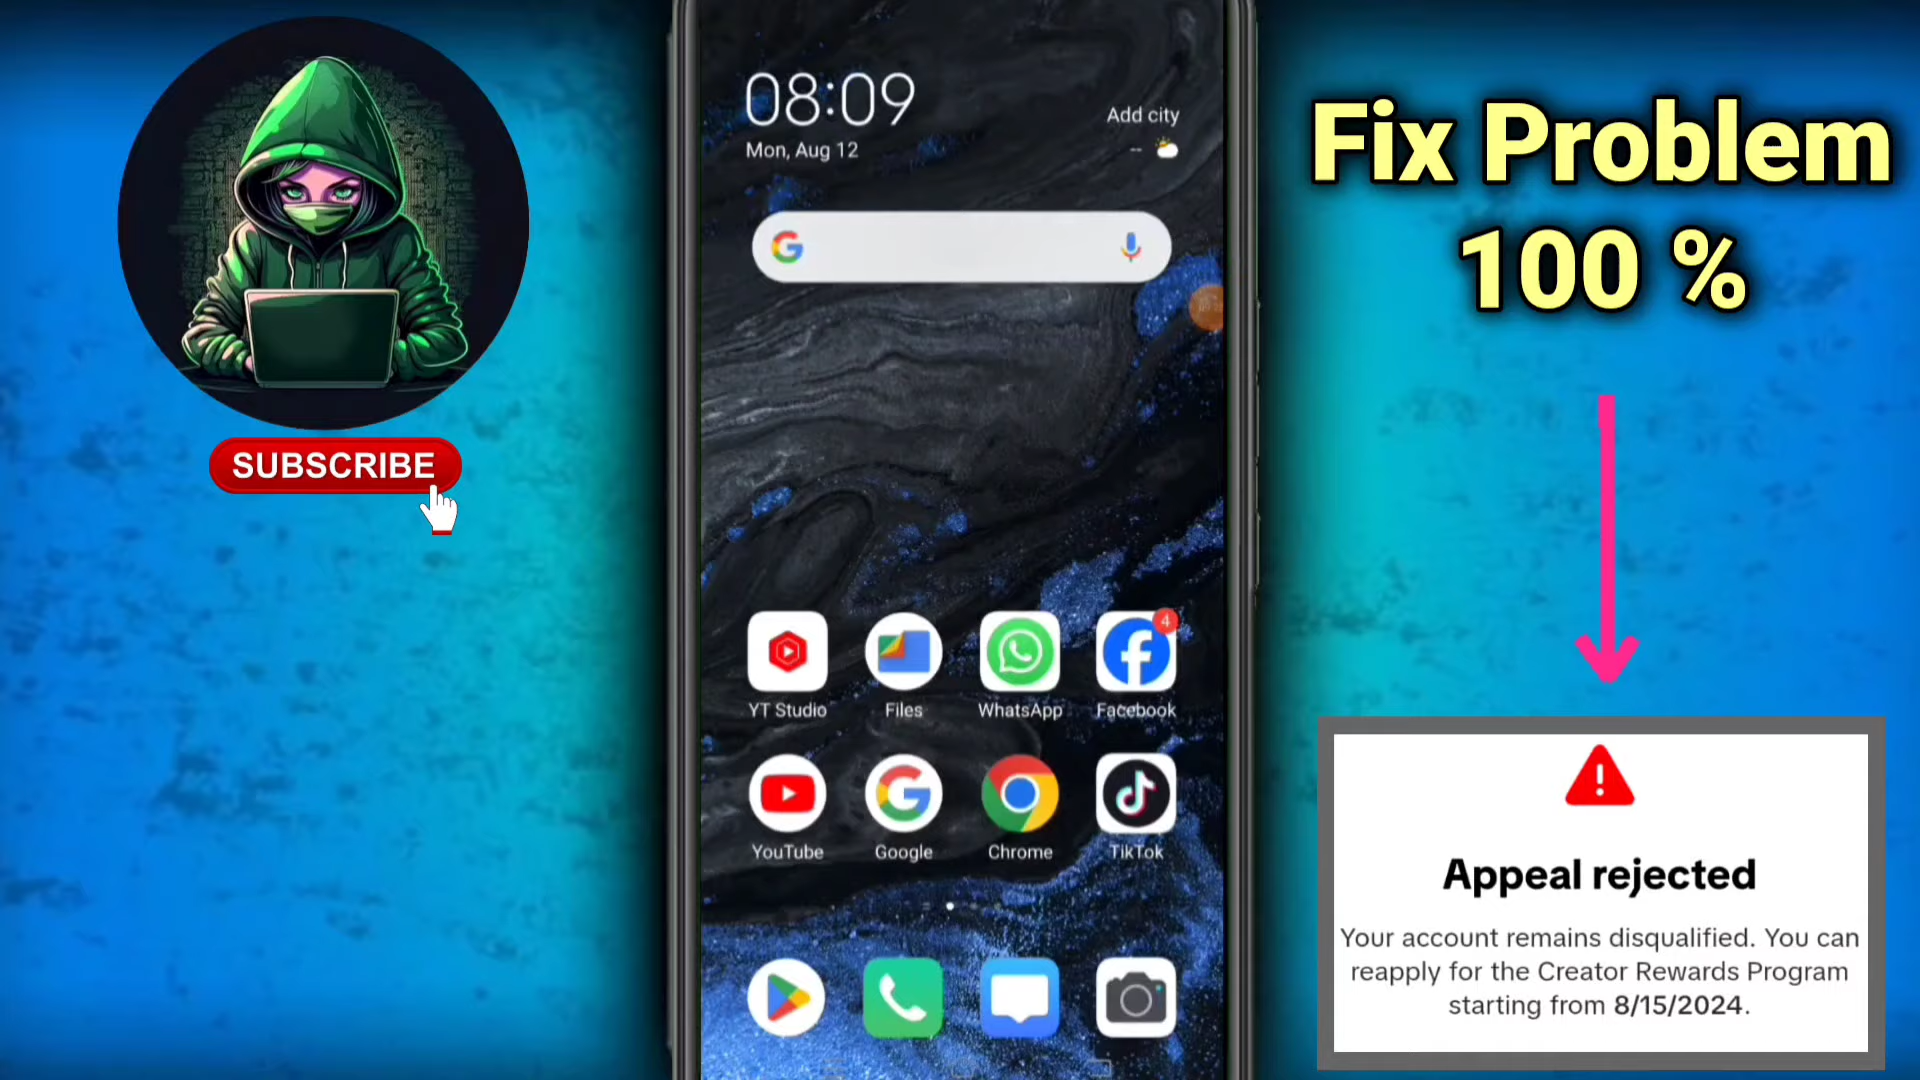 SUBSCRIBE
08:09
Mon, Aug 12
Add city
--
4
YT Studio
Files
WhatsApp
Facebook
YouTube
Google
Chrome
TikTok
Fix Problem
100 %
Appeal rejected
Your account remains disqualified. You can
reapply for the Creator Rewards Program
starting from 8/15/2024.